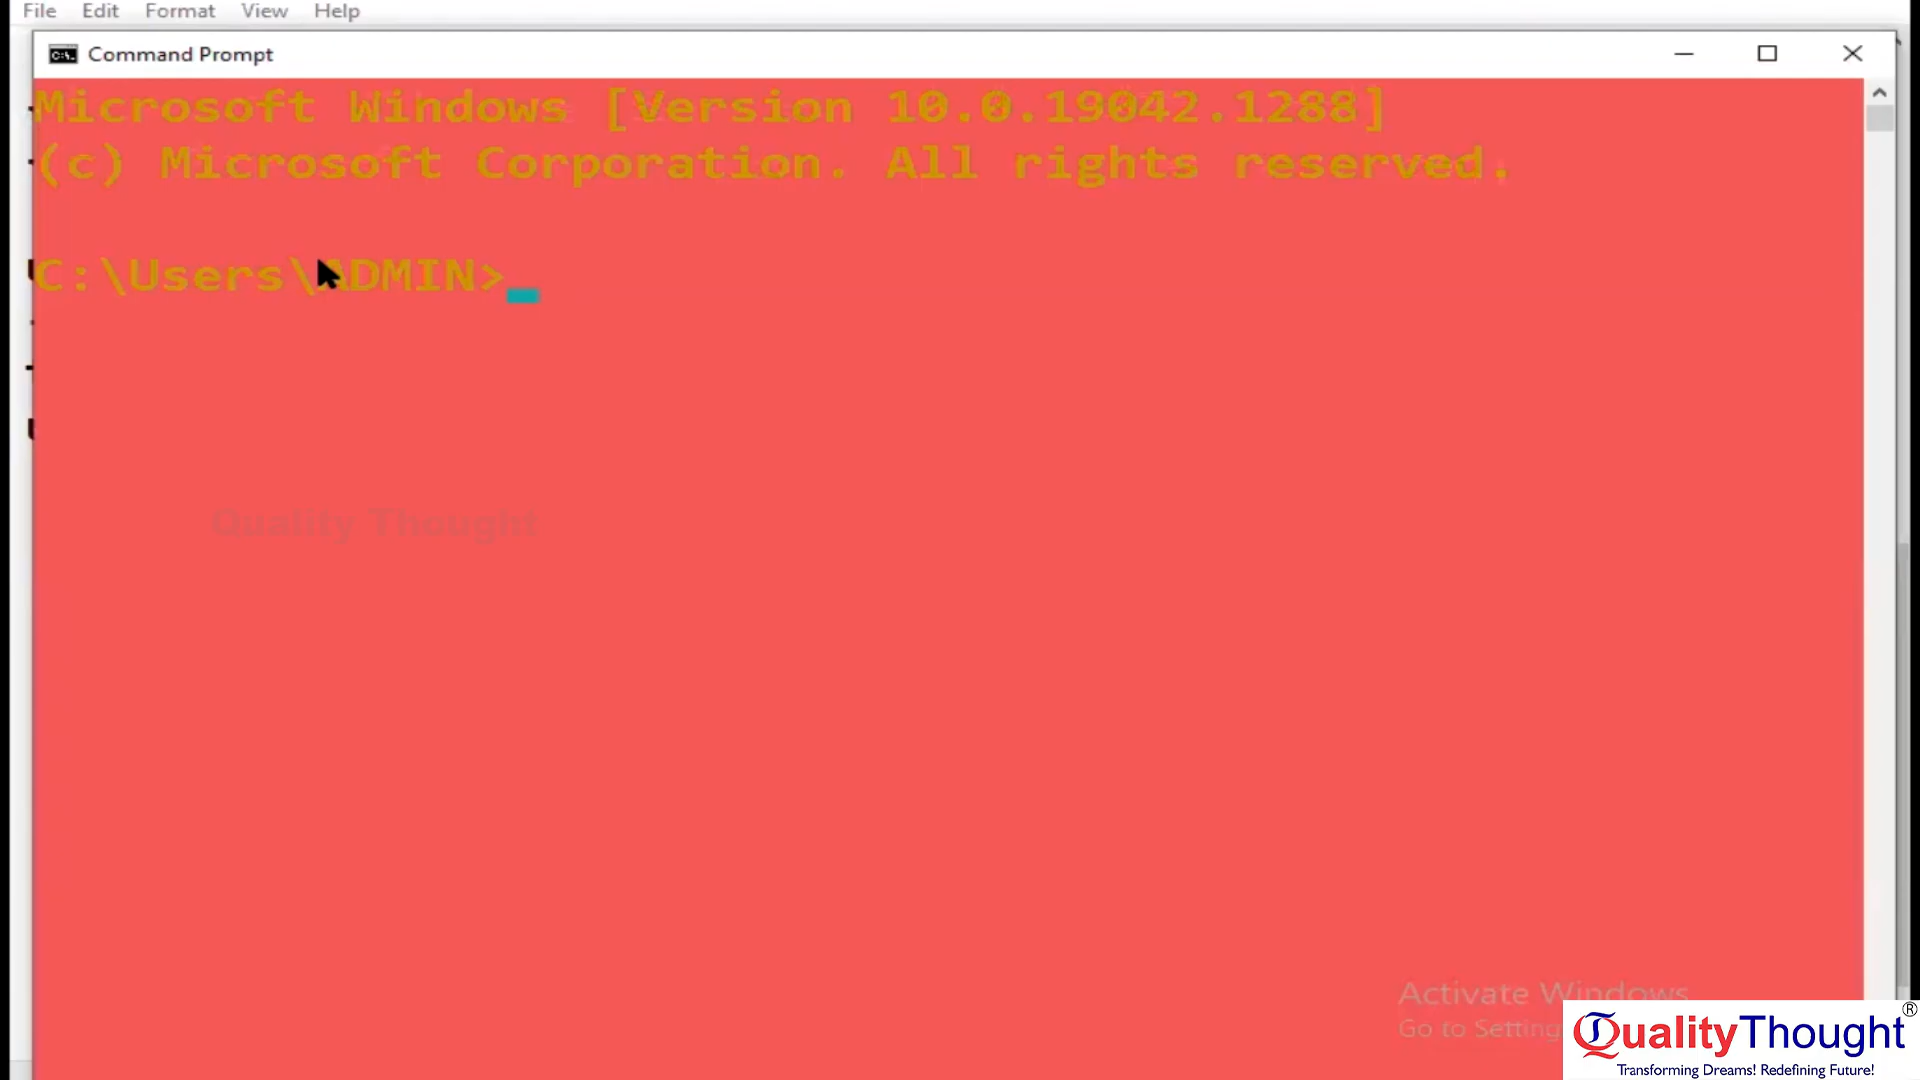 File Edit Format View Help
Command Prompt
Microsoft Windows [Version 10.0.19042.1288]
(c) Microsoft Corporation. All rights reserved.
C:\Users\ADMIN>
Quality Thought
Activate Windows
Go to Setting
QualityThought®
Transforming Dreams! Redefining Future!